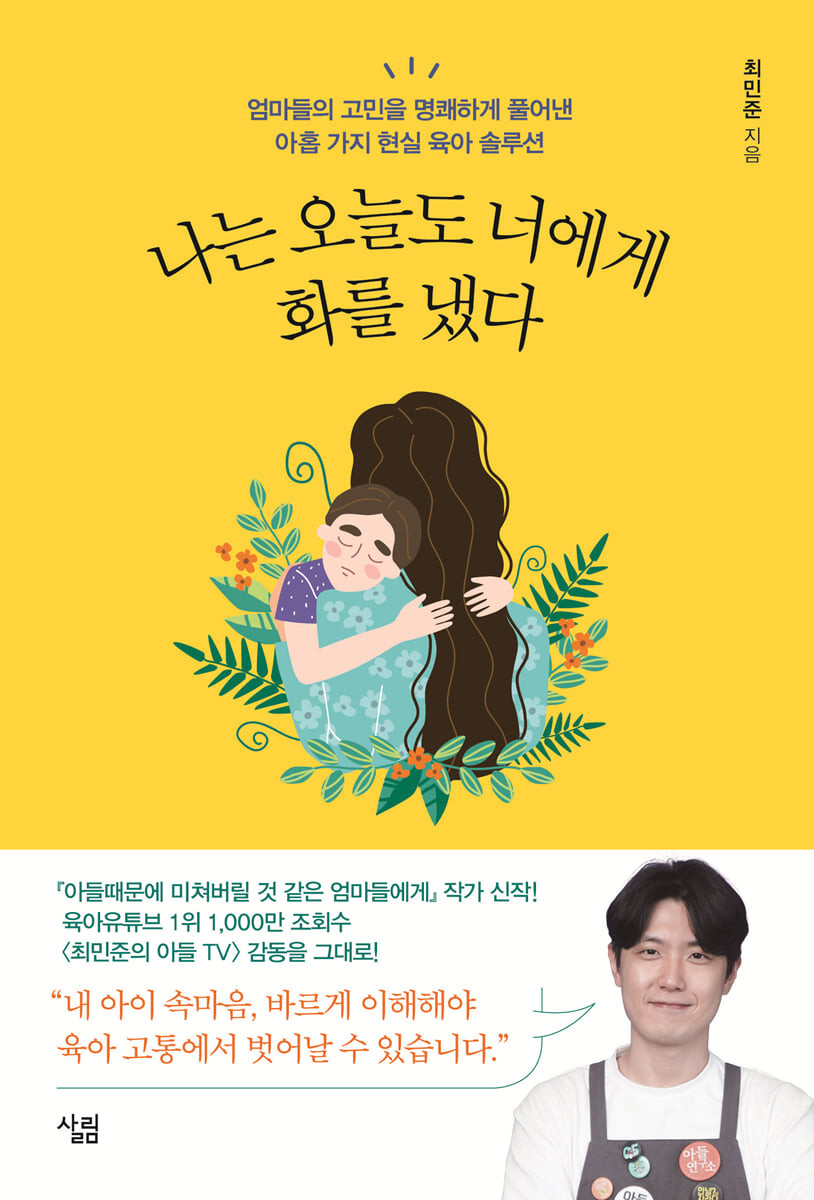 엄마들의 고민을 명쾌하게 풀어낸
아홉 가지 현실 육아 솔루션
최민준 지음
나는 오늘도 너에게
화를 냈다
『아들때문에 미쳐버릴 것 같은 엄마들에게』 작가 신작!
육아유튜브 1위 1,000만 조회수
〈최민준의 아들 TV〉 감동을 그대로!
“내 아이 속마음, 바르게 이해해야
육아 고통에서 벗어날 수 있습니다.”
사림
아들
연구소